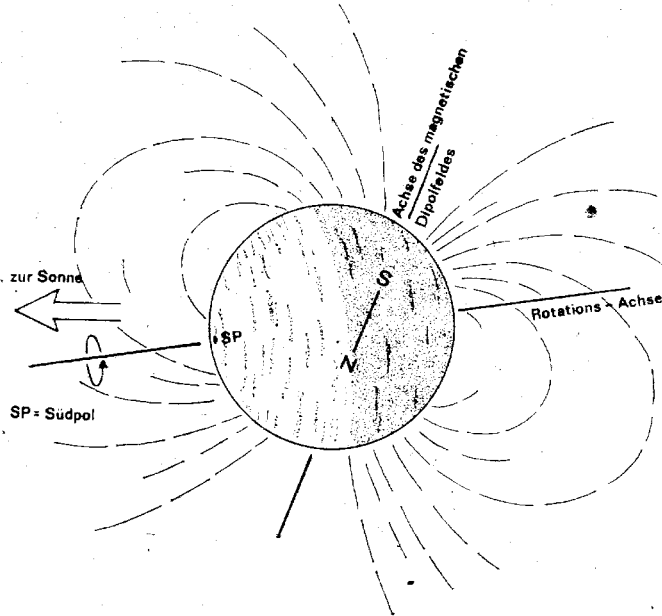 Achse des magnetischen
Dipolfeldes
zur Sonne
S
Rotations-Achse
SP
N
SP = Südpol